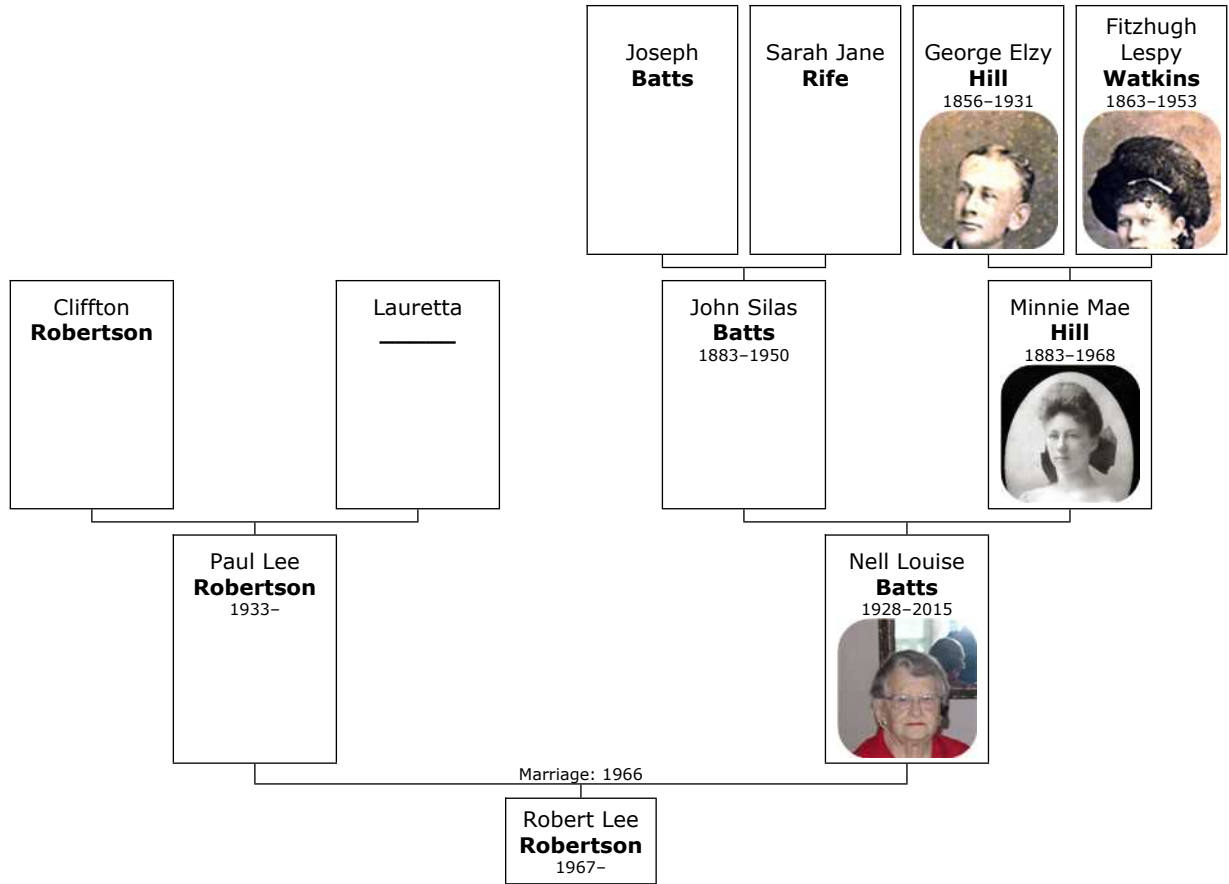 Joseph
Batts
Sarah Jane
Rife
George Elzy
Hill
1856–1931
Fitzhugh
Lespy
Watkins
1863–1953
Cliffton
Robertson
Lauretta
______
John Silas
Batts
1883–1950
Minnie Mae
Hill
1883–1968
Paul Lee
Robertson
1933–
Nell Louise
Batts
1928–2015
Marriage: 1966
Robert Lee
Robertson
1967–